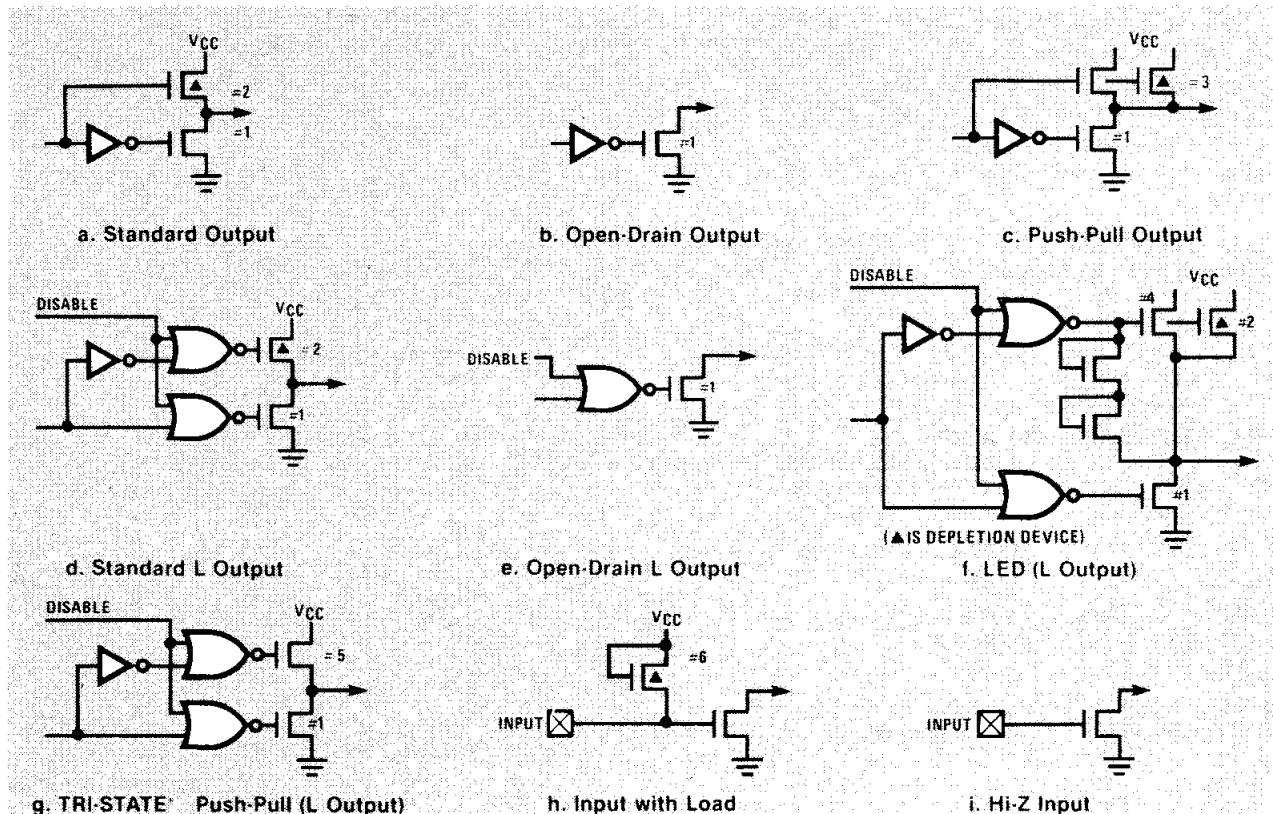 VCC
=2
=1
a. Standard Output
=1
b. Open-Drain Output
VCC
=3
=1
c. Push-Pull Output
DISABLE
VCC
=2
=1
d. Standard L Output
DISABLE
=1
e. Open-Drain L Output
DISABLE
VCC
=4
#2
#1
(▲IS DEPLETION DEVICE)
f. LED (L Output)
DISABLE
VCC
=5
=1
g. TRI-STATE® Push-Pull (L Output)
VCC
=6
INPUT
h. Input with Load
INPUT
i. Hi-Z Input